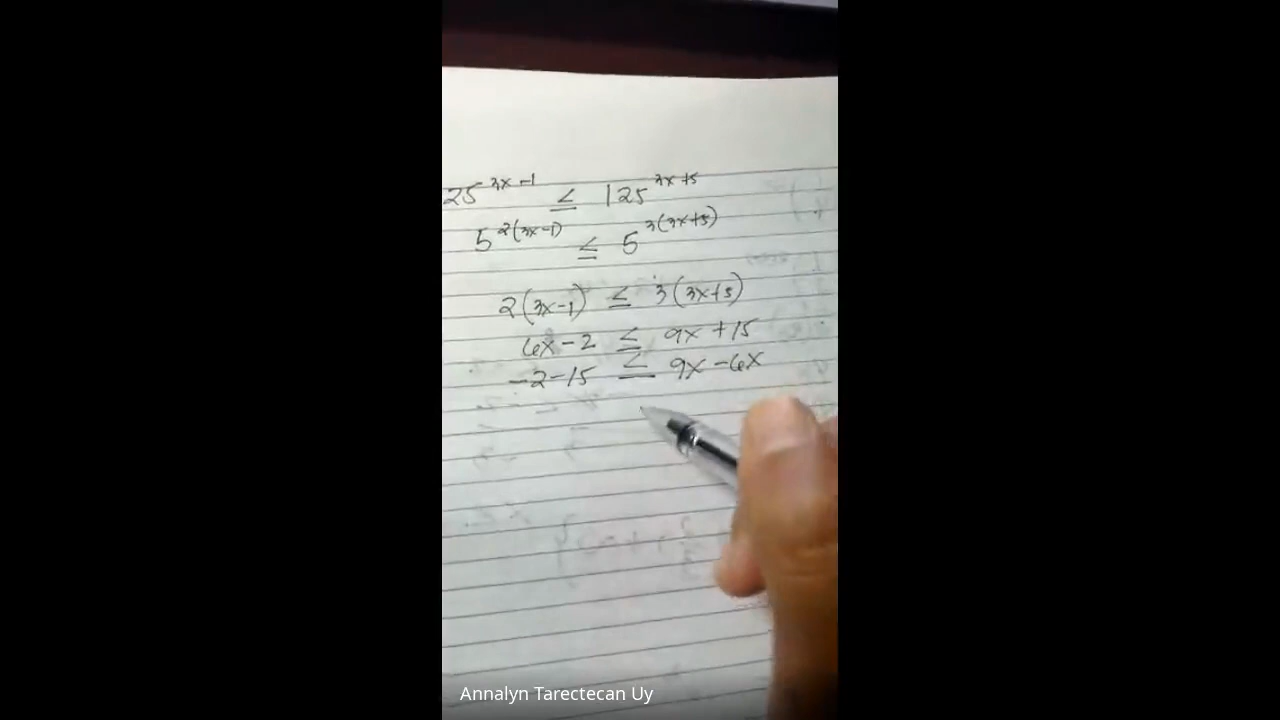 25^{3x-1} ≤ 125^{3x+5}
5^{2(3x-1)} ≤ 5^{3(3x+5)}
2(3x-1) ≤ 3(3x+5)
6x-2 ≤ 9x+15
-2-15 ≤ 9x-6x
Annalyn Tarectecan Uy